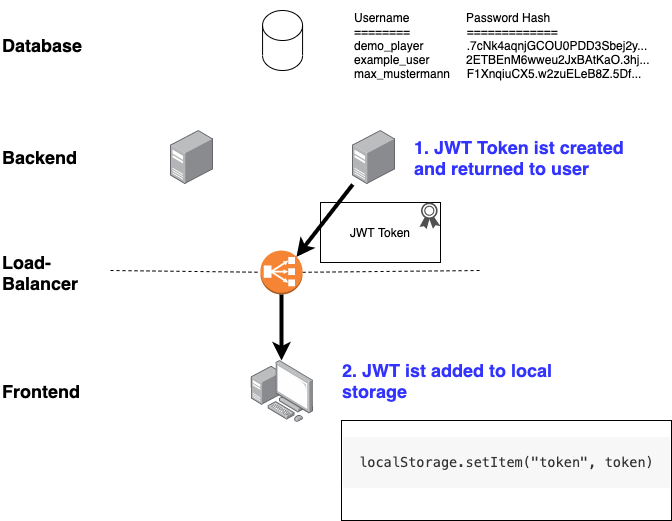 Username Password Hash
======== =============
Database
demo_player .7cNk4aqnjGCOU0PDD3Sbej2y...
example_user 2ETBEnM6wweu2JxBAtKaO.3hj...
max_mustermann F1XnqiuCX5.w2zuELeB8Z.5Df...
Backend
1. JWT Token ist created
and returned to user
JWT Token
Load-
Balancer
Frontend
2. JWT ist added to local
storage
localStorage.setItem("token", token)